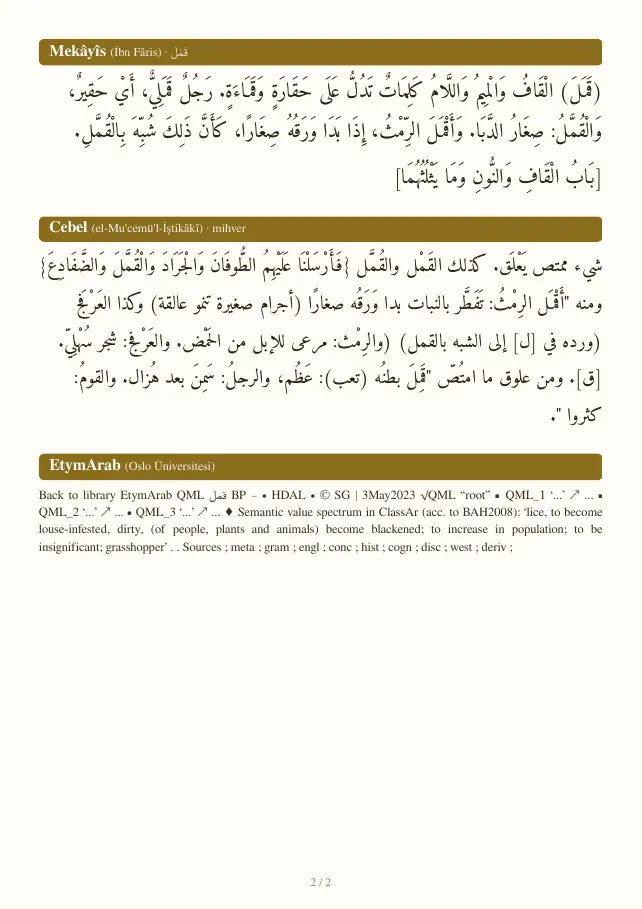 Mekâyîs (İbn Fâris) · قَمَلَ
(قَمَلَ) الْقَافُ وَالْمِيمُ وَاللَّامُ كَلِمَاتٌ تَدُلُّ عَلَى حَقَارَةٍ وَقَمَاءَةٍ. رَجُلٌ قَمَلِيٌّ، أَيْ حَقِيرٌ،
وَالْقُمَّلُ: صِغَارُ الدَّبَا. وَأَقْمَلَ الرِّمْثُ، إِذَا بَدَا وَرَقُهُ صِغَارًا، كَأَنَّ ذَلِكَ شُبِّهَ بِالْقُمَّلِ.
[بَابُ الْقَافِ وَالنُّونِ وَمَا يَثْلُثُهُمَا]
Cebel (el-Mu'cemü'l-İştikâkî) · mihver
شيء ممتص يَعْلَق. كذلك القَمْل والقُمَّل {فَأَرْسَلْنَا عَلَيْهِمُ الطُّوفَانَ وَالْجَرَادَ وَالْقُمَّلَ وَالضَّفَادِعَ}
ومنه "أَقْمَل الرِمْثُ: تَفَطَّر بالنبات بدا وَرَقُه صغارًا (أجرام صغيرة تنمو عالقة) وكذا العَرْفَج
(ورده في [ل] إلى الشبه بالقمل) (والرِمْث: مرعى للإبل من الحَمْض. والعَرْفج: شجر سُهْلِيّ.
[ق]. ومن علوق ما امتُصّ "قَمِلَ بطنُه (تعب): عَظُم، والرجلُ: سَمِنَ بعد هُزال. والقومُ:
كثروا ".
EtymArab (Oslo Üniversitesi)
Back to library EtymArab QML قمل BP – • HDAL • © SG | 3May2023 √QML “root” ▪ QML_1 ‘...’ ↗ ... ▪
QML_2 ‘...’ ↗ ... ▪ QML_3 ‘...’ ↗ ... ♦ Semantic value spectrum in ClassAr (acc. to BAH2008): ‘lice, to become
louse-infested, dirty, (of people, plants and animals) become blackened; to increase in population; to be
insignificant; grasshopper’ . . Sources ; meta ; gram ; engl ; conc ; hist ; cogn ; disc ; west ; deriv ;
2 / 2